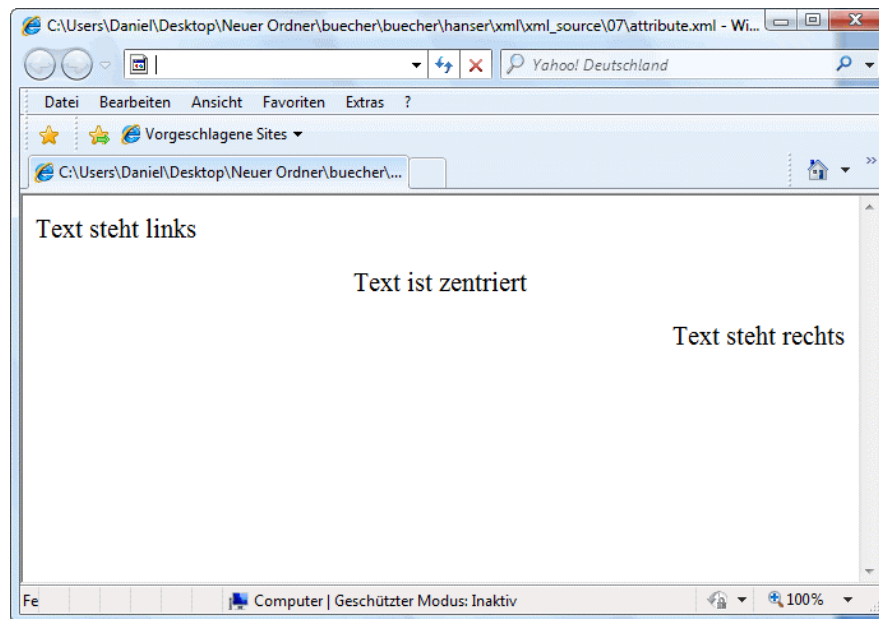 C:\Users\Daniel\Desktop\Neuer Ordner\buecher\buecher\hanser\xml\xml_source\07\attribute.xml - Wi...
Yahoo! Deutschland
Datei Bearbeiten Ansicht Favoriten Extras ?
Vorgeschlagene Sites
C:\Users\Daniel\Desktop\Neuer Ordner\buecher\...
Text steht links
Text ist zentriert
Text steht rechts
Fe Computer | Geschützter Modus: Inaktiv 100%